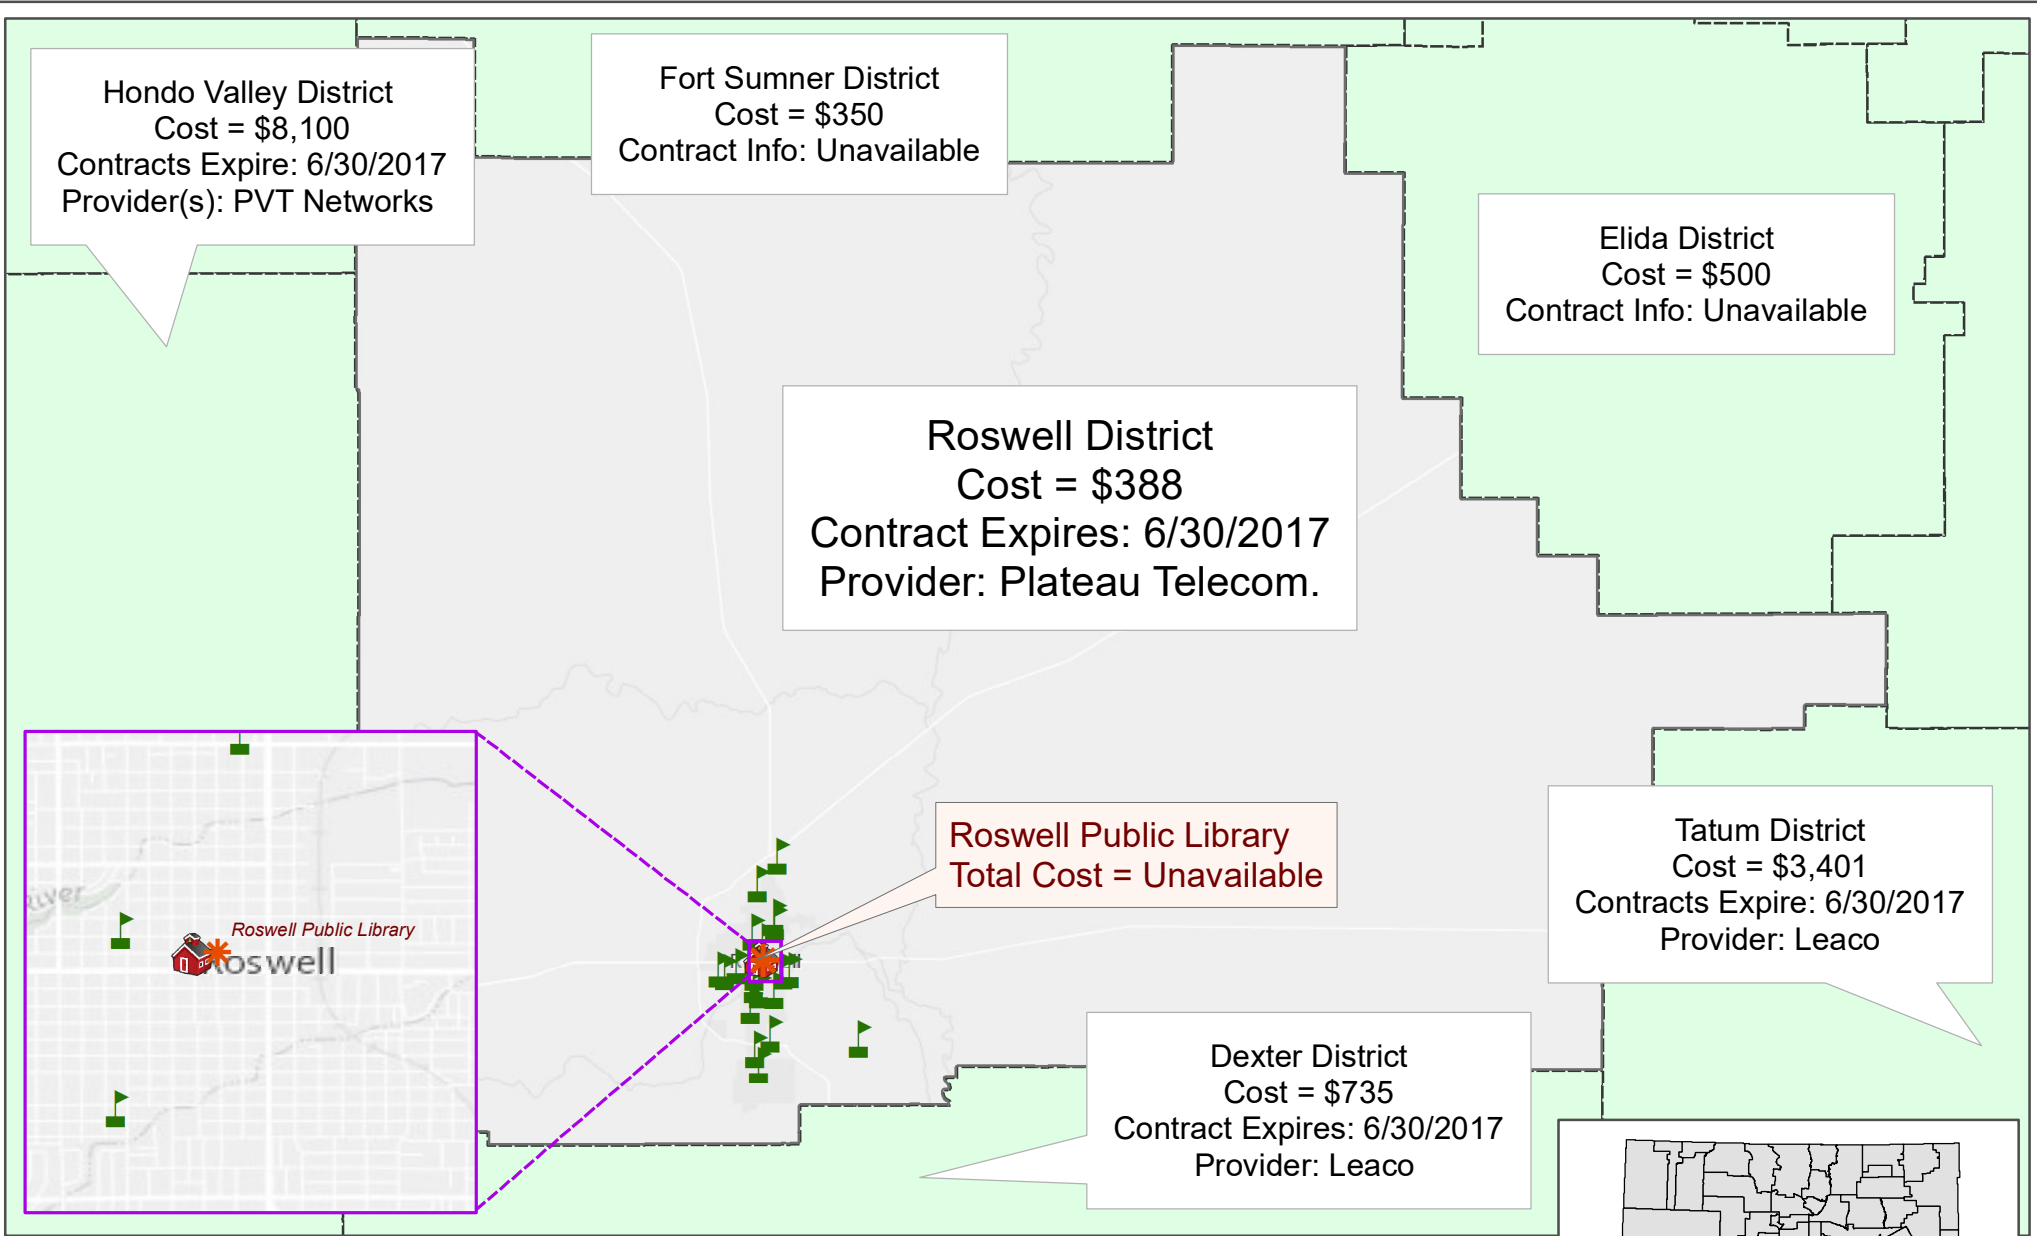 Hondo Valley District
Cost = $8,100
Contracts Expire: 6/30/2017
Provider(s): PVT Networks
Fort Sumner District
Cost = $350
Contract Info: Unavailable
Elida District
Cost = $500
Contract Info: Unavailable
Roswell District
Cost = $388
Contract Expires: 6/30/2017
Provider: Plateau Telecom.
Roswell Public Library
Total Cost = Unavailable
Tatum District
Cost = $3,401
Contracts Expire: 6/30/2017
Provider: Leaco
River
Roswell Public Library
Roswell
Dexter District
Cost = $735
Contract Expires: 6/30/2017
Provider: Leaco